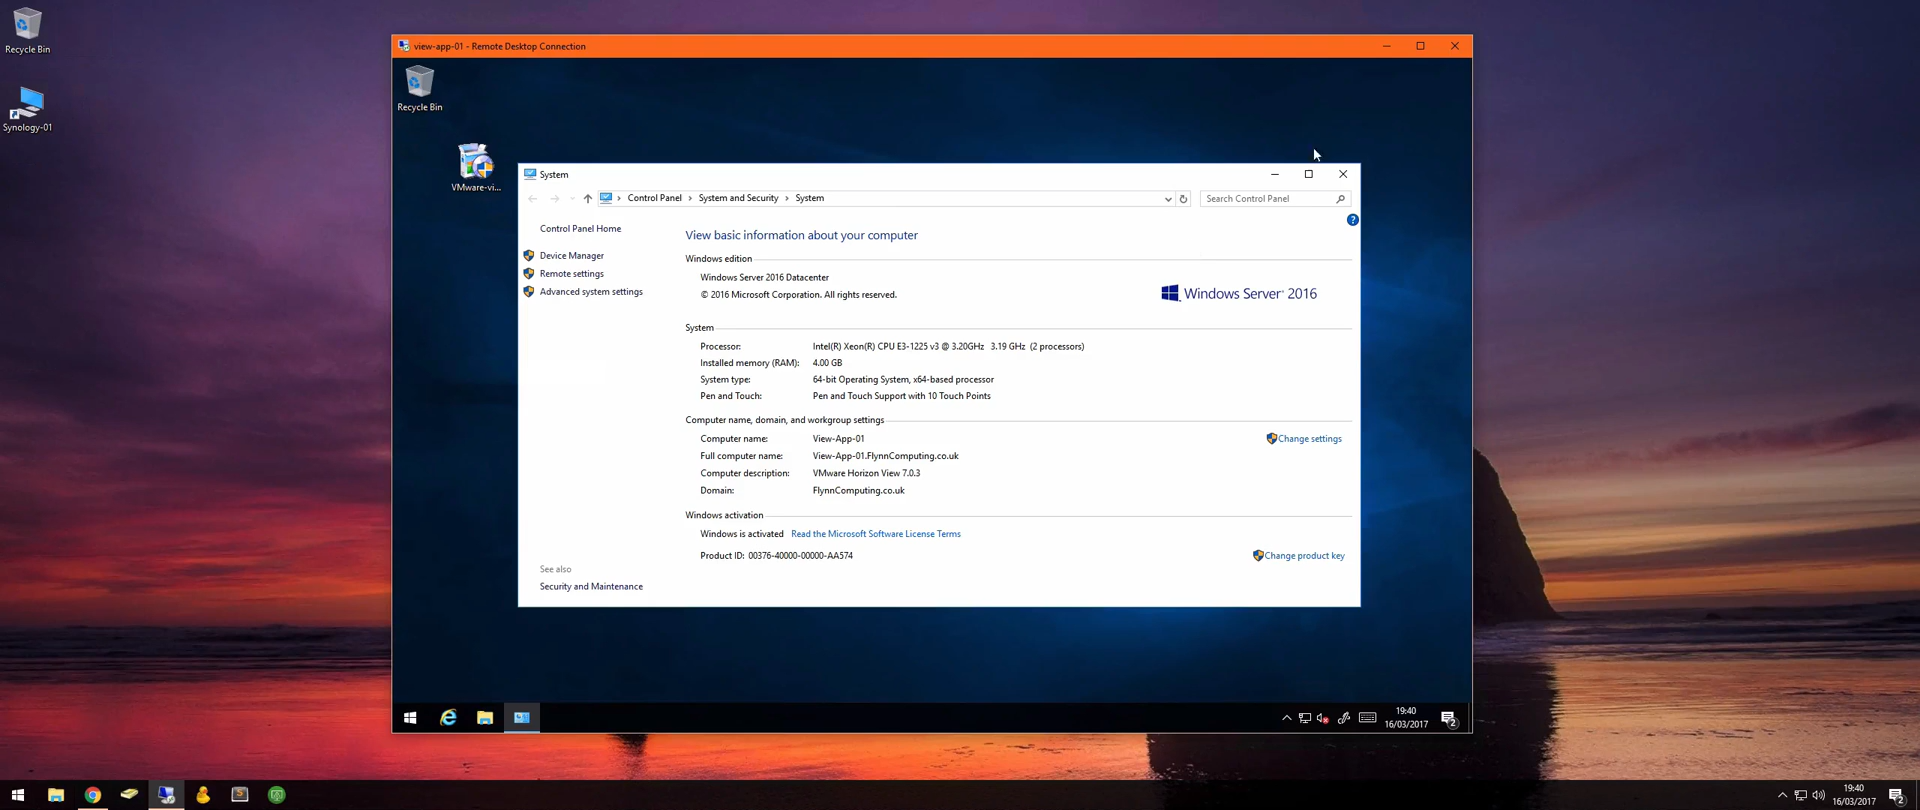 Recycle Bin
Synology-01
view-app-01 - Remote Desktop Connection
Recycle Bin
VMware-vi...
System
Control Panel > System and Security > System
Search Control Panel
Control Panel Home
Device Manager
Remote settings
Advanced system settings
See also
Security and Maintenance
View basic information about your computer
Windows edition
Windows Server 2016 Datacenter
© 2016 Microsoft Corporation. All rights reserved.
Windows Server 2016
System
Processor: Intel(R) Xeon(R) CPU E3-1225 v3 @ 3.20GHz 3.19 GHz (2 processors)
Installed memory (RAM): 4.00 GB
System type: 64-bit Operating System, x64-based processor
Pen and Touch: Pen and Touch Support with 10 Touch Points
Computer name, domain, and workgroup settings
Computer name: View-App-01
Change settings
Full computer name: View-App-01.FlynnComputing.co.uk
Computer description: VMware Horizon View 7.0.3
Domain: FlynnComputing.co.uk
Windows activation
Windows is activated Read the Microsoft Software License Terms
Product ID: 00376-40000-00000-AA574
Change product key
19:40
16/03/2017
2
19:40
16/03/2017
2